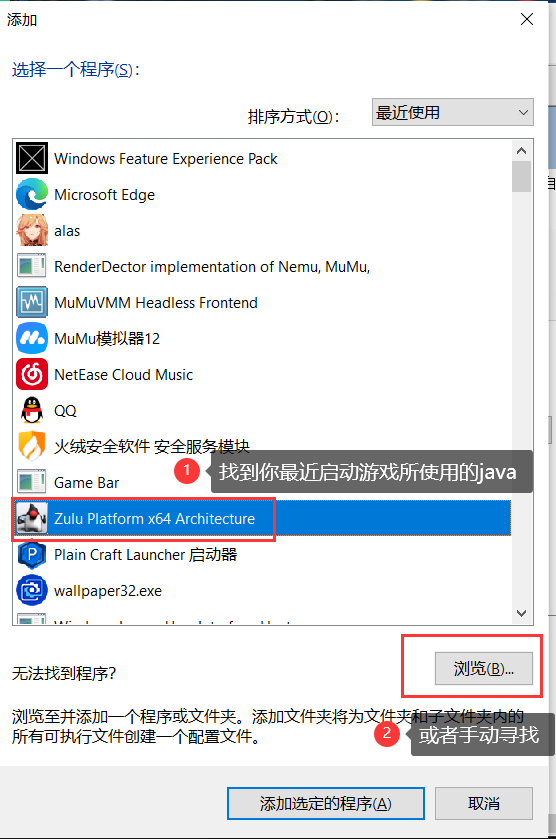 添加
选择一个程序(S)：
排序方式(O)：
最近使用
Windows Feature Experience Pack
Microsoft Edge
alas
RenderDector implementation of Nemu, MuMu,
MuMuVMM Headless Frontend
MuMu模拟器12
NetEase Cloud Music
QQ
火绒安全软件 安全服务模块
1 找到你最近启动游戏所使用的java
Game Bar
Zulu Platform x64 Architecture
Plain Craft Launcher 启动器
wallpaper32.exe
无法找到程序?
浏览(B)...
浏览至并添加一个程序或文件夹。添加文件夹将为文件夹和子文件夹内的
所有可执行文件创建一个配置文件。
2 或者手动寻找
添加选定的程序(A)
取消